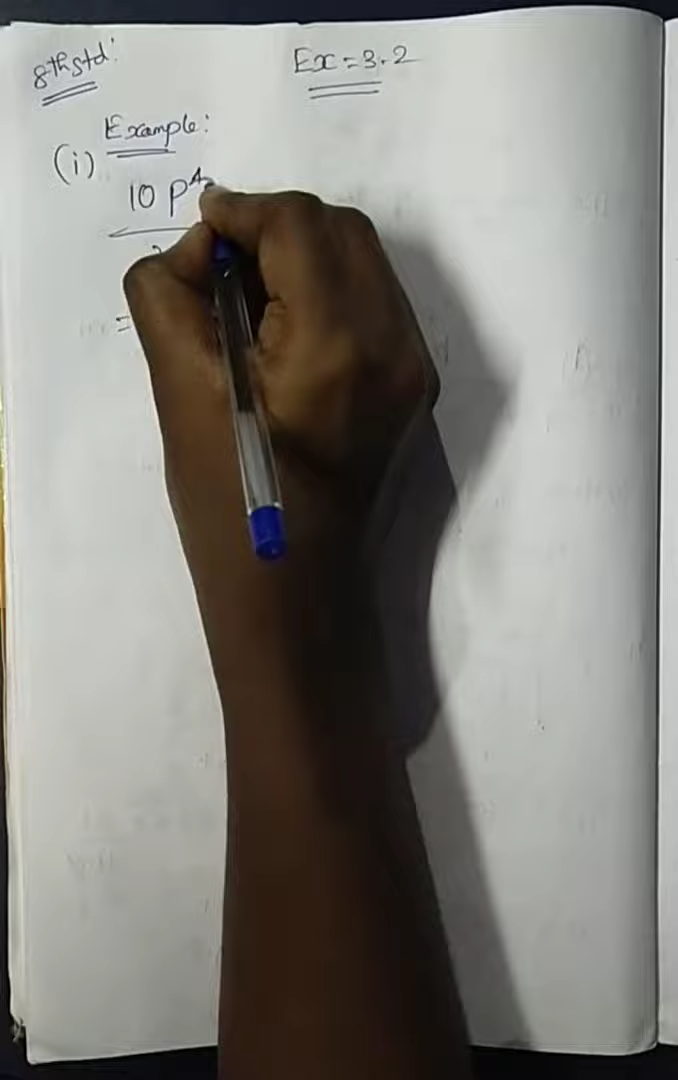 8th std:
Ex = 3.2
Example:
(i)
10 p⁴
=